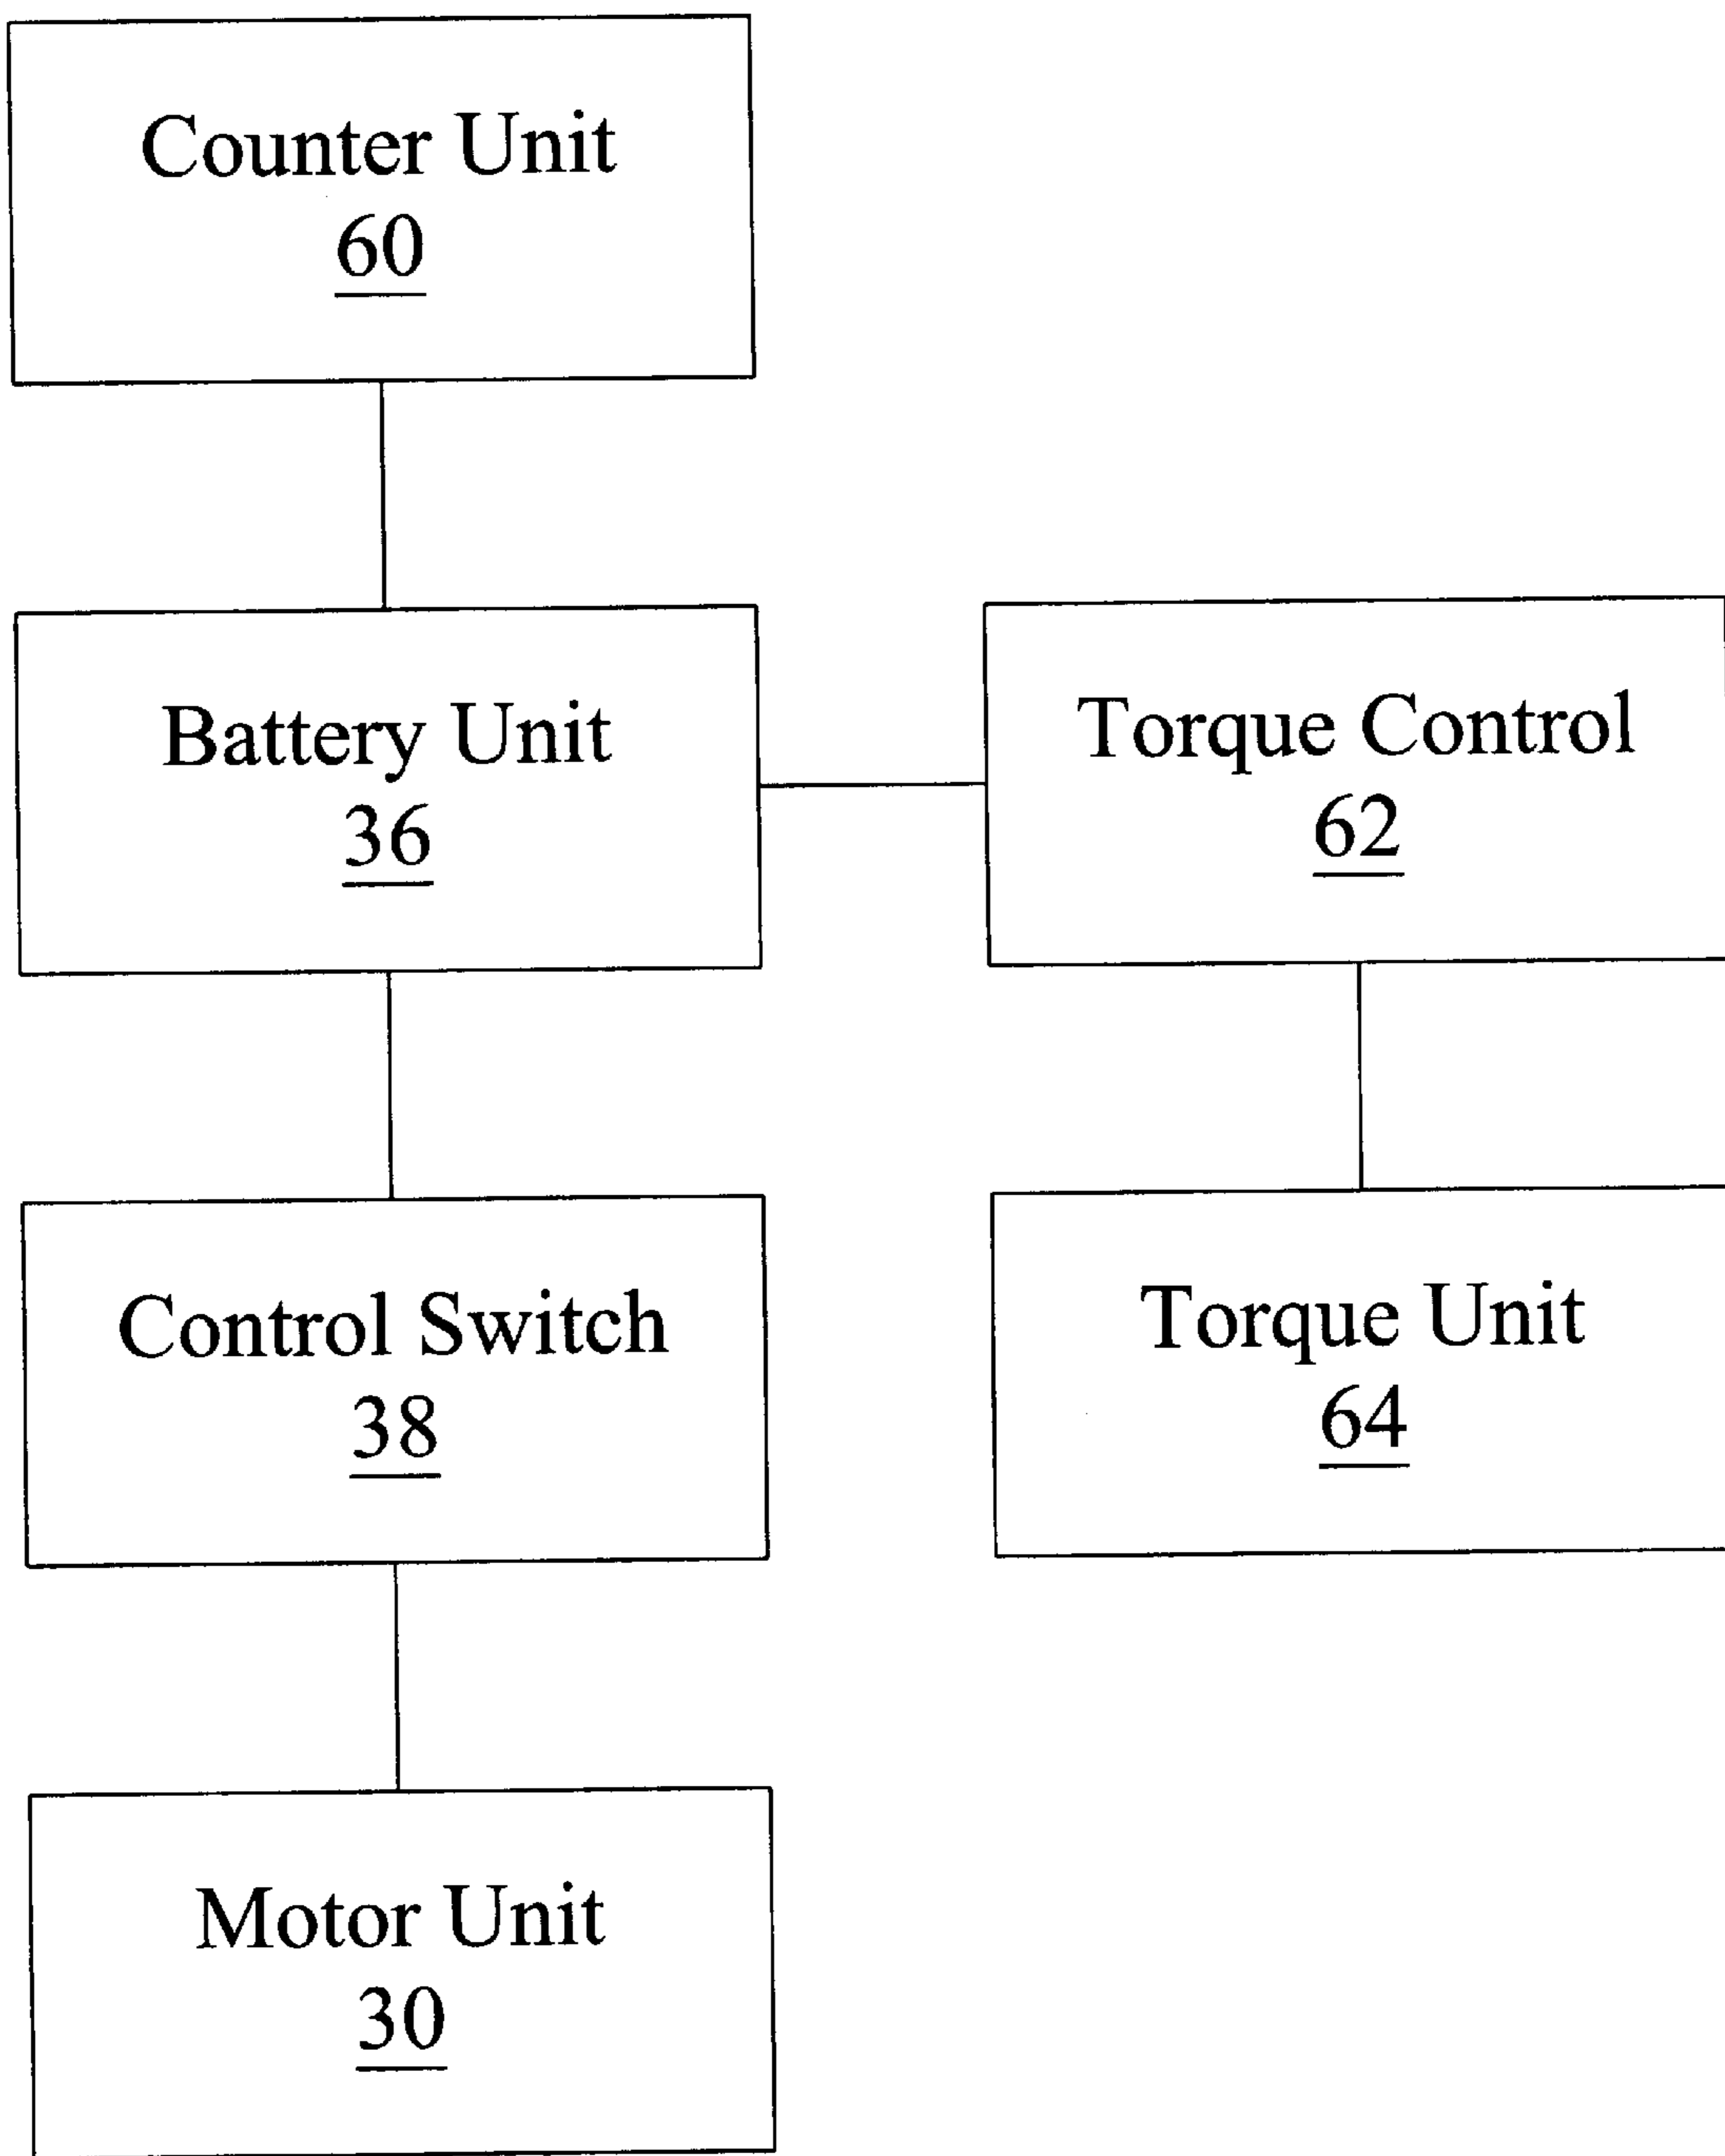 Counter Unit
60
Battery Unit
36
Torque Control
62
Control Switch
38
Torque Unit
64
Motor Unit
30